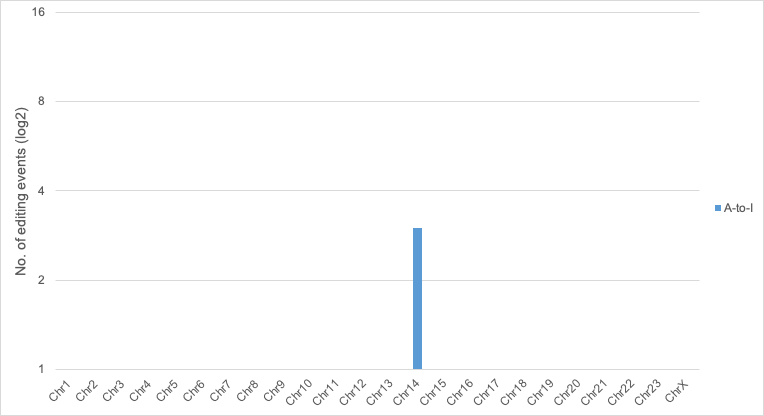 16
8
4
2
1
No. of editing events (log2)
A-to-I
Chr1
Chr2
Chr3
Chr4
Chr5
Chr6
Chr7
Chr8
Chr9
Chr10
Chr11
Chr12
Chr13
Chr14
Chr15
Chr16
Chr17
Chr18
Chr19
Chr20
Chr21
Chr22
Chr23
ChrX